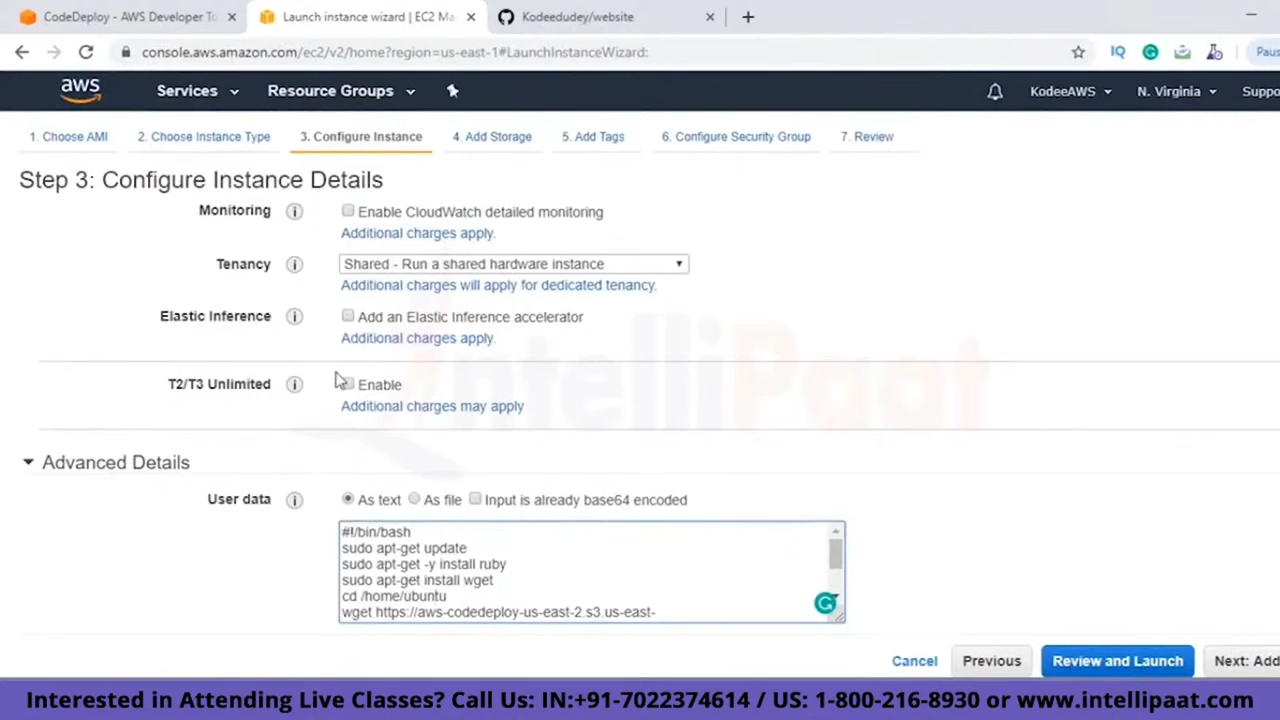 CodeDeploy - AWS Developer To
Launch instance wizard | EC2 Ma
Kodeedudey/website
console.aws.amazon.com/ec2/v2/home?region=us-east-1#LaunchInstanceWizard:
IQ
Paus
aws
Services
Resource Groups
KodeeAWS
N. Virginia
Suppo
1. Choose AMI
2. Choose Instance Type
3. Configure Instance
4. Add Storage
5. Add Tags
6. Configure Security Group
7. Review
Step 3: Configure Instance Details
Monitoring
Enable CloudWatch detailed monitoring
Additional charges apply.
Tenancy
Shared - Run a shared hardware instance
Additional charges will apply for dedicated tenancy.
Elastic Inference
Add an Elastic Inference accelerator
Additional charges apply.
IntelliPaat
T2/T3 Unlimited
Enable
Additional charges may apply
Advanced Details
User data
As text
As file
Input is already base64 encoded
#!/bin/bash
sudo apt-get update
sudo apt-get -y install ruby
sudo apt-get install wget
cd /home/ubuntu
wget https://aws-codedeploy-us-east-2.s3.us-east-
Cancel
Previous
Review and Launch
Next: Add
Interested in Attending Live Classes? Call Us: IN:+91-7022374614 / US: 1-800-216-8930 or www.intellipaat.com